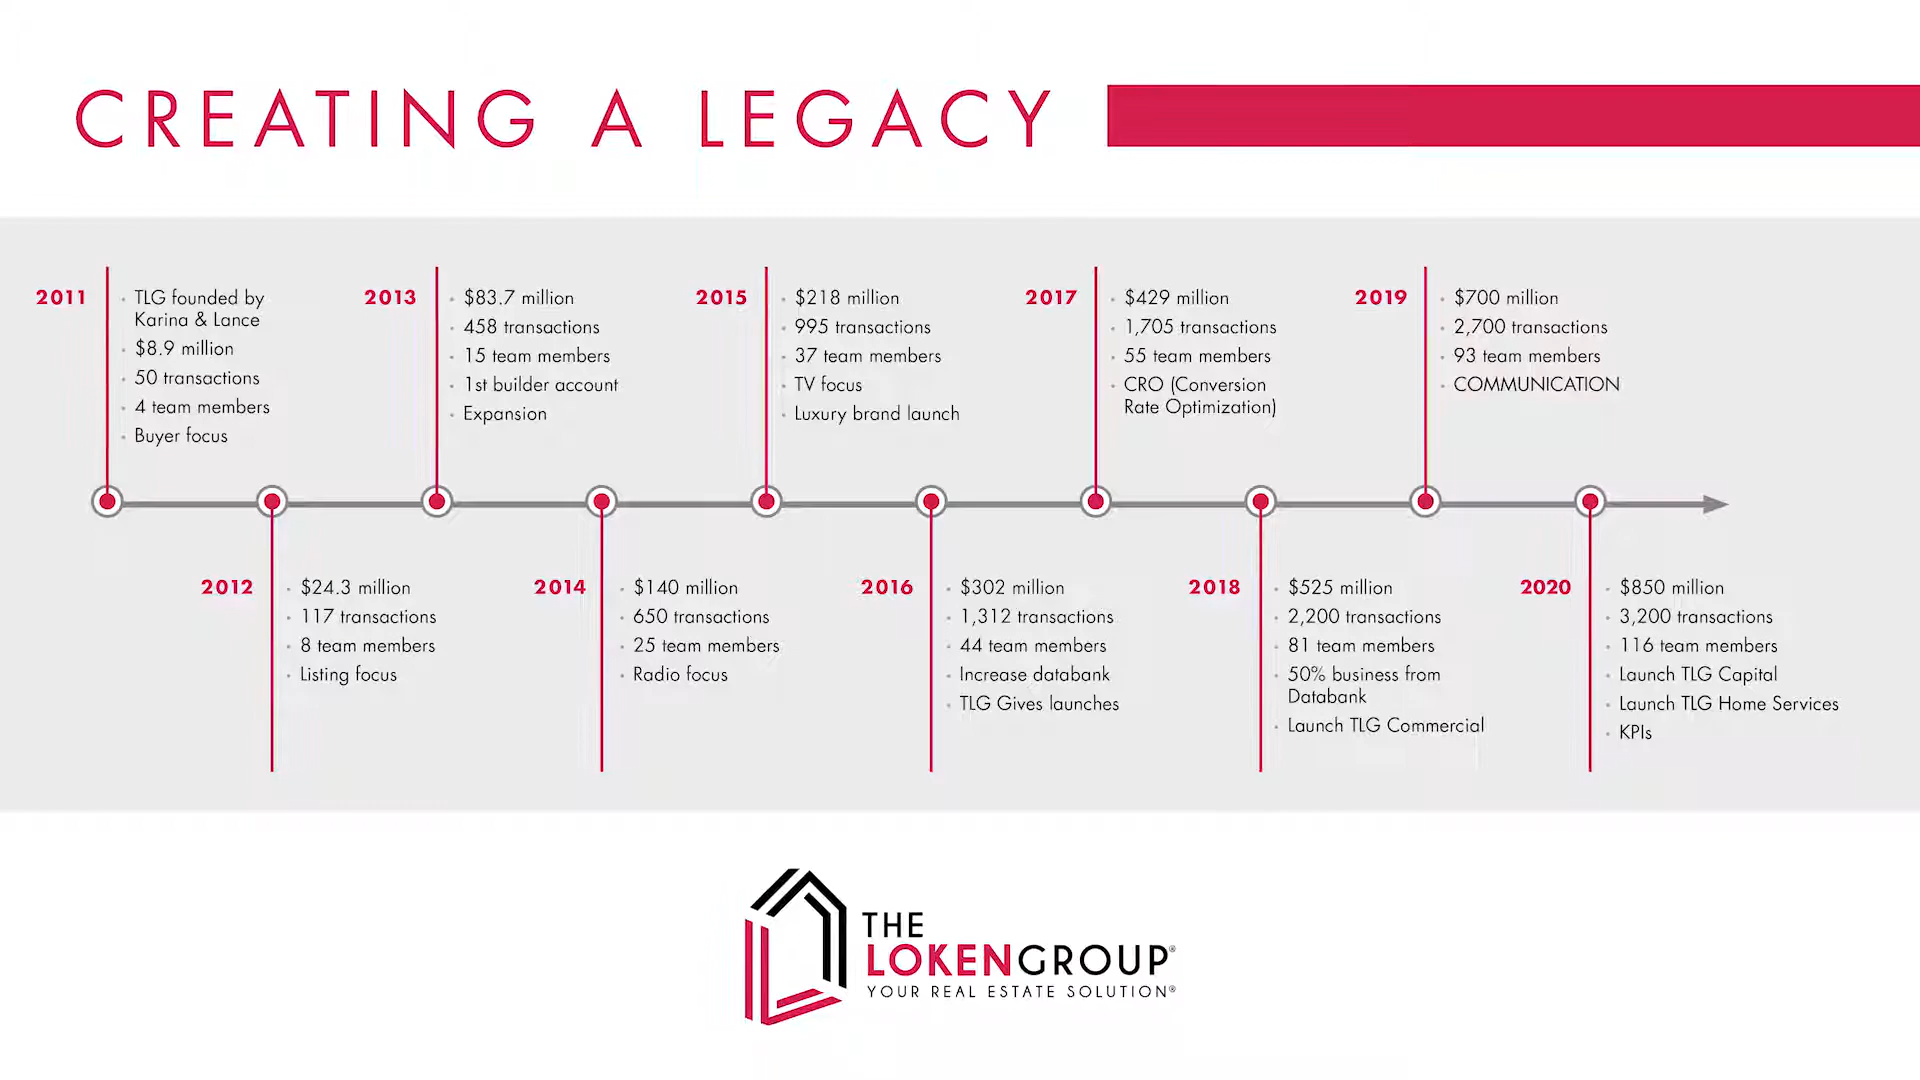 CREATING A LEGACY
2011
TLG founded by
Karina & Lance
$8.9 million
50 transactions
4 team members
Buyer focus
2012
$24.3 million
117 transactions
8 team members
Listing focus
2013
$83.7 million
458 transactions
15 team members
1st builder account
Expansion
2014
$140 million
650 transactions
25 team members
Radio focus
2015
$218 million
995 transactions
37 team members
TV focus
Luxury brand launch
2016
$302 million
1,312 transactions
44 team members
Increase databank
TLG Gives launches
2017
$429 million
1,705 transactions
55 team members
CRO (Conversion
Rate Optimization)
2018
$525 million
2,200 transactions
81 team members
50% business from
Databank
Launch TLG Commercial
2019
$700 million
2,700 transactions
93 team members
COMMUNICATION
2020
$850 million
3,200 transactions
116 team members
Launch TLG Capital
Launch TLG Home Services
KPIs
THE
LOKENGROUP®
YOUR REAL ESTATE SOLUTION®